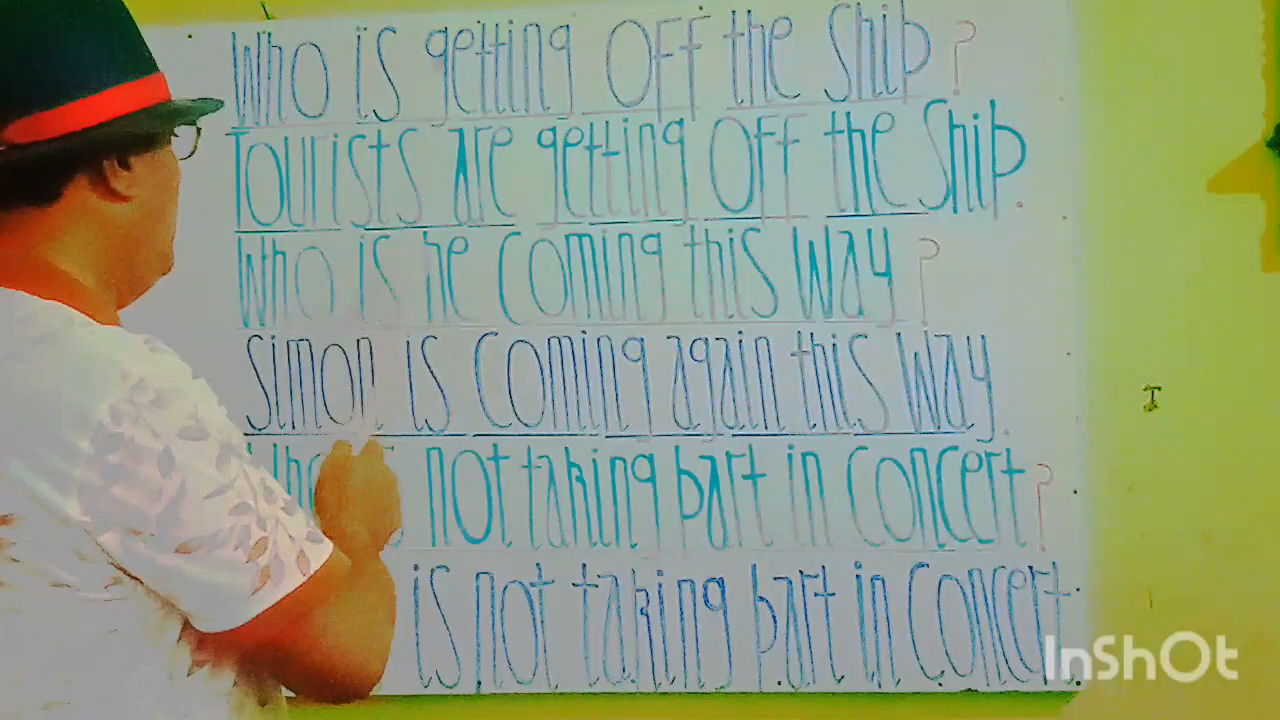 Who is getting Off the Ship ?
Tourists are getting Off the Ship.
Who is he coming this way ?
Simon is coming again this way.
not taking part in concert ?
is not taking part in concert.
InShOt